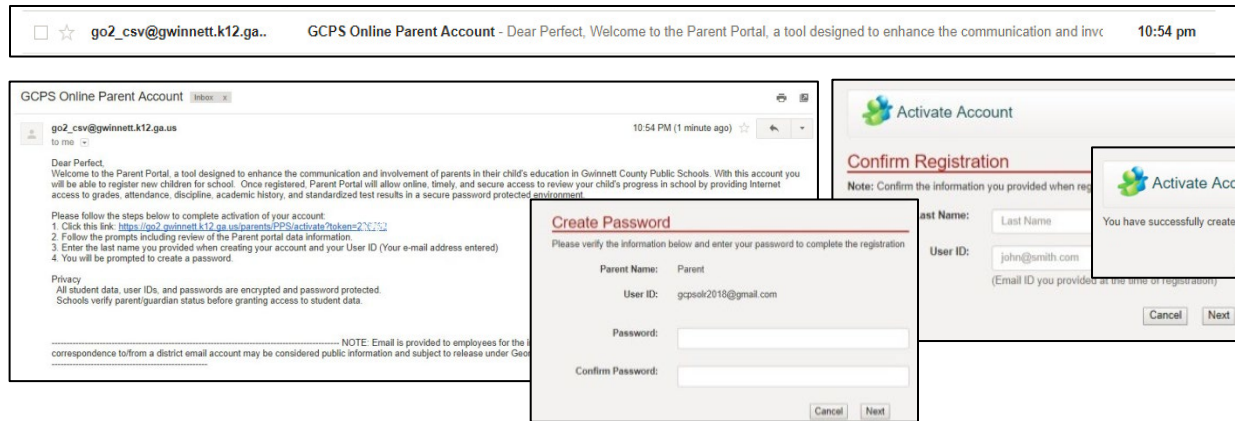 go2_csv@gwinnett.k12.ga.. GCPS Online Parent Account - Dear Perfect, Welcome to the Parent Portal, a tool designed to enhance the communication and invo 10:54 pm
GCPS Online Parent Account Inbox x
go2_csv@gwinnett.k12.ga.us 10:54 PM (1 minute ago)
to me
Dear Perfect,
Welcome to the Parent Portal, a tool designed to enhance the communication and involvement of parents in their child's education in Gwinnett County Public Schools. With this account you
will be able to register new children for school. Once registered, Parent Portal will allow online, timely, and secure access to review your child's progress in school by providing Internet
access to grades, attendance, discipline, academic history, and standardized test results in a secure password protected environment.
Please follow the steps below to complete activation of your account:
1. Click this link: https://go2.gwinnett.k12.ga.us/parents/PPS/activate?token=2
2. Follow the prompts including review of the Parent portal data information.
3. Enter the last name you provided when creating your account and your User ID (Your e-mail address entered)
4. You will be prompted to create a password.
Privacy
All student data, user IDs, and passwords are encrypted and password protected.
Schools verify parent/guardian status before granting access to student data.
NOTE: Email is provided to employees for the
correspondence to/from a district email account may be considered public information and subject to release under
Create Password
Please verify the information below and enter your password to complete the registration
Parent Name: Parent
User ID: gcpsolr2018@gmail.com
Password:
Confirm Password:
Cancel Next
Activate Account
Confirm Registration
Note: Confirm the information you provided when reg
Last Name: Last Name
User ID: john@smith.com
(Email ID you provided at the time of registration)
Cancel Next
Activate Acc
You have successfully create